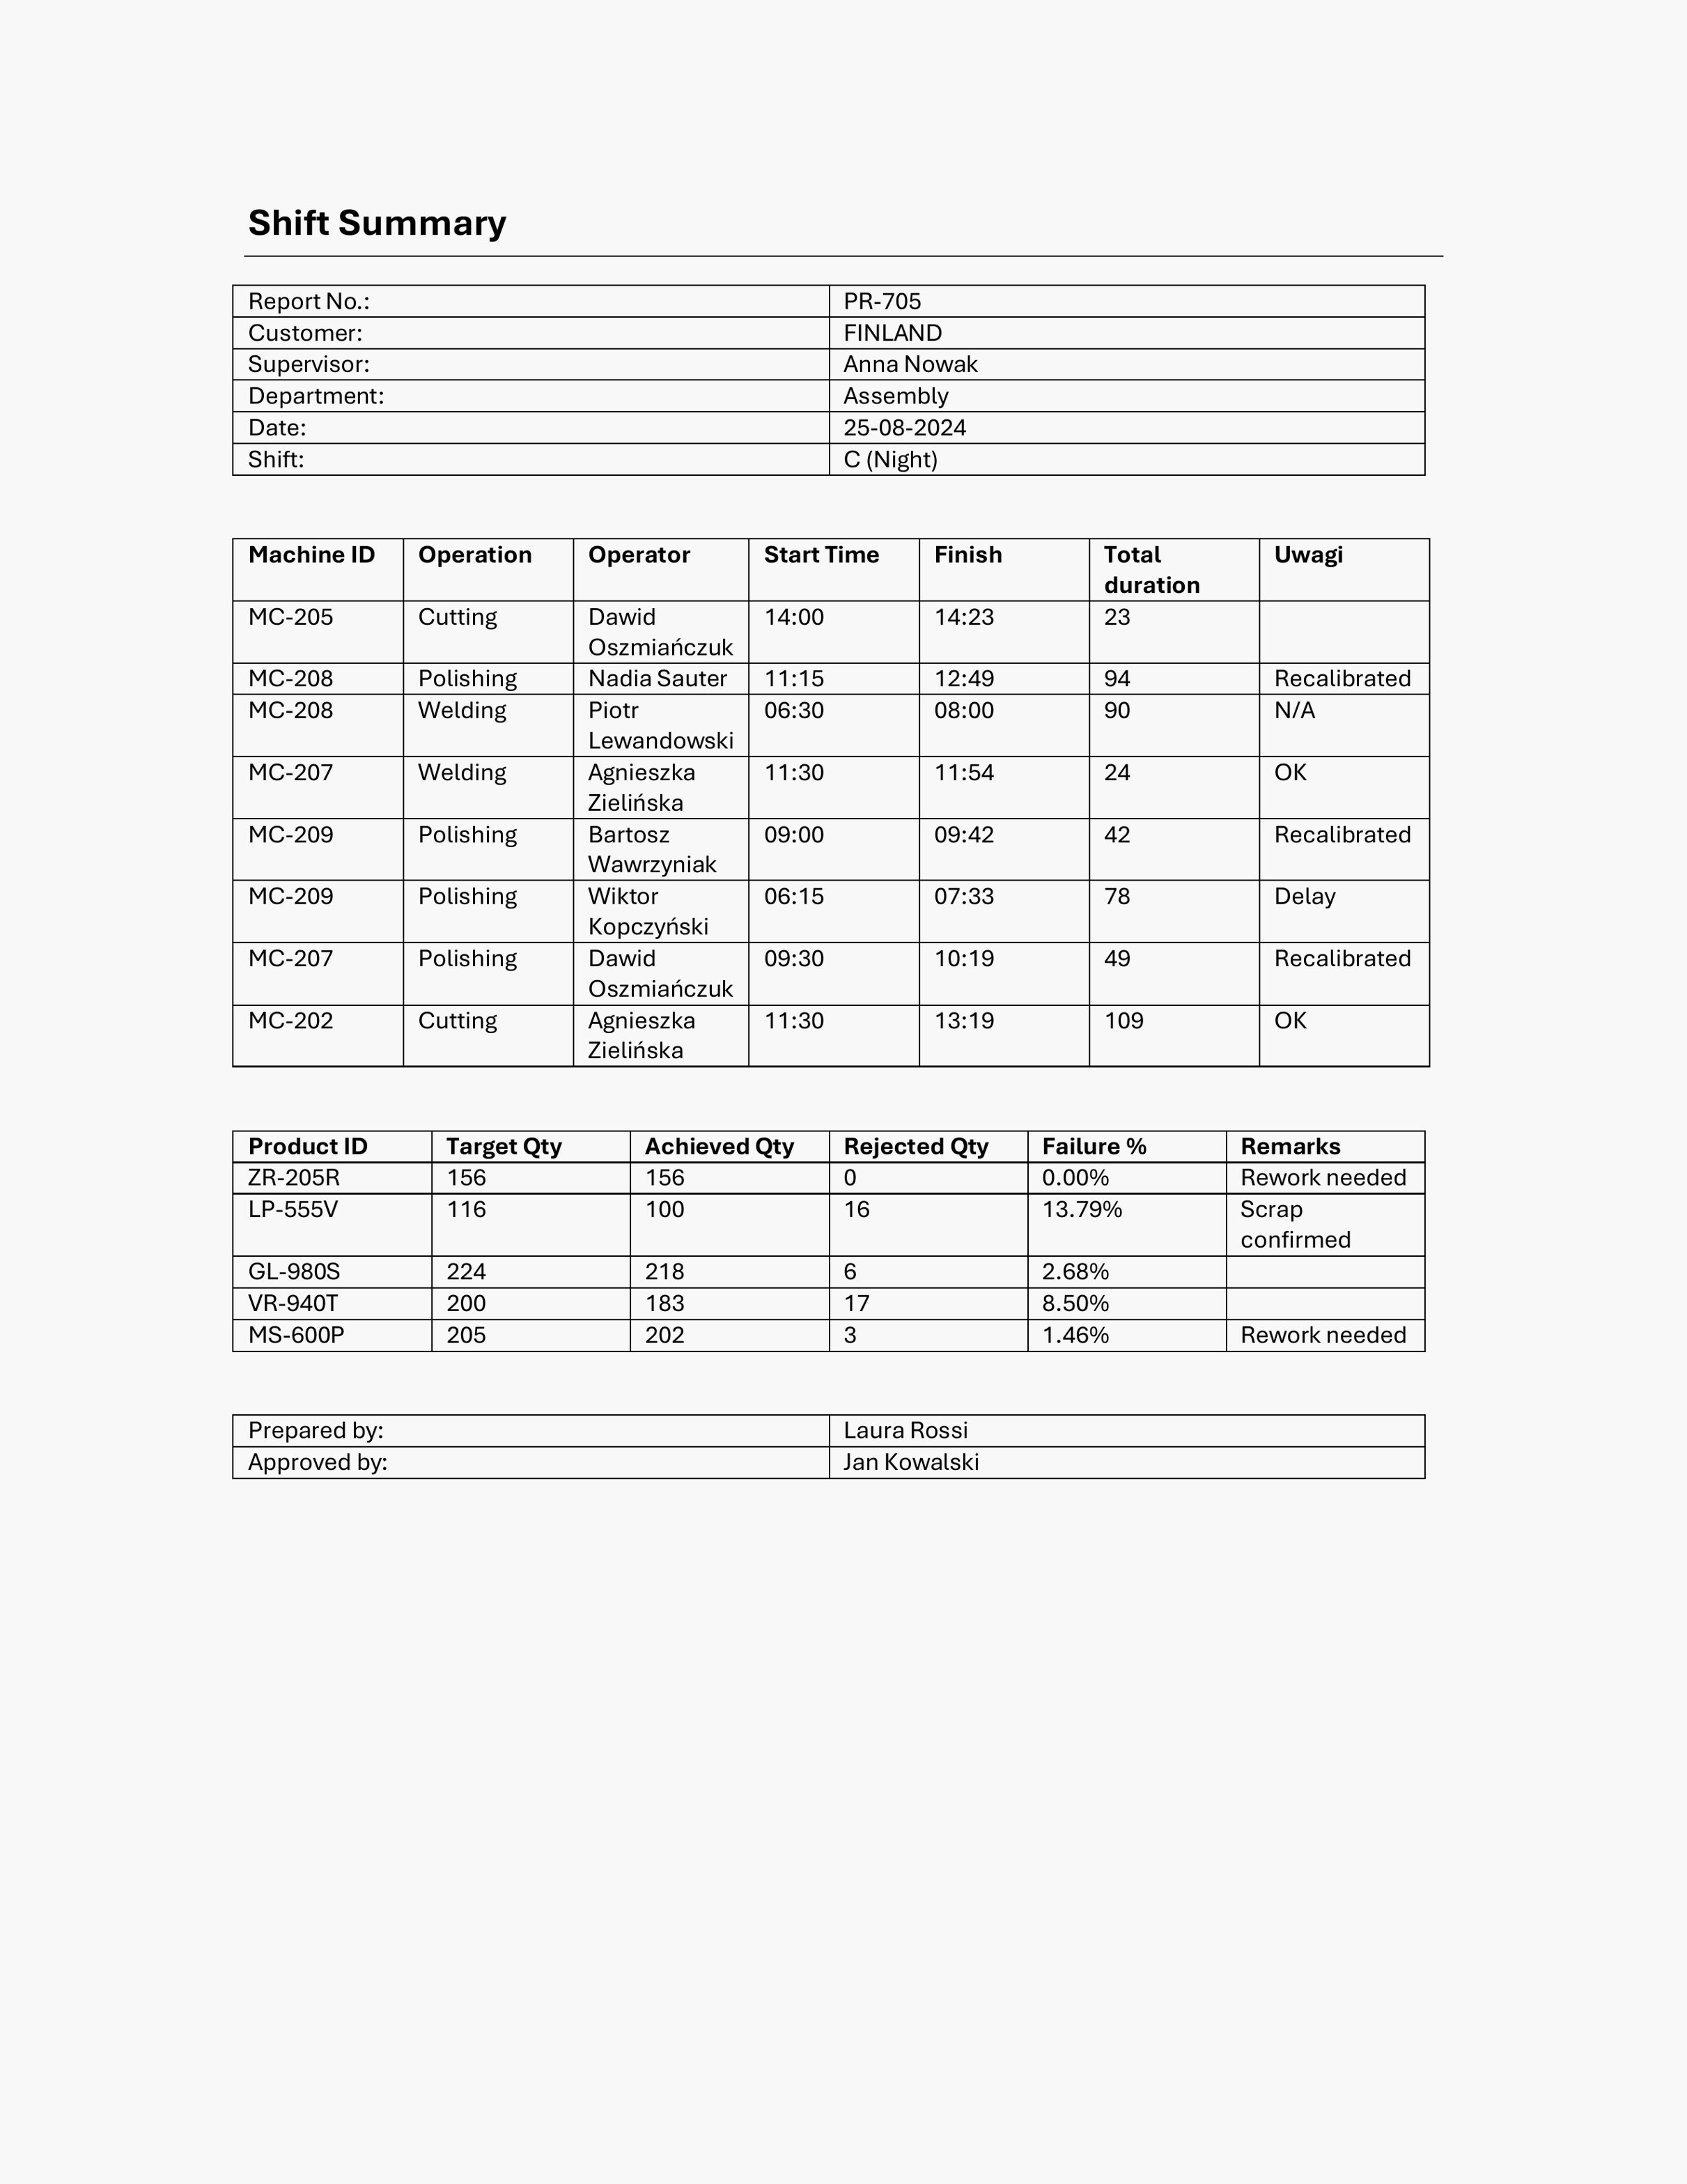 Shift Summary
Report No.: PR-705
Customer: FINLAND
Supervisor: Anna Nowak
Department: Assembly
Date: 25-08-2024
Shift: C (Night)
Machine ID Operation Operator Start Time Finish Total duration Uwagi
MC-205 Cutting Dawid Oszmiańczuk 14:00 14:23 23
MC-208 Polishing Nadia Sauter 11:15 12:49 94 Recalibrated
MC-208 Welding Piotr Lewandowski 06:30 08:00 90 N/A
MC-207 Welding Agnieszka Zielińska 11:30 11:54 24 OK
MC-209 Polishing Bartosz Wawrzyniak 09:00 09:42 42 Recalibrated
MC-209 Polishing Wiktor Kopczyński 06:15 07:33 78 Delay
MC-207 Polishing Dawid Oszmiańczuk 09:30 10:19 49 Recalibrated
MC-202 Cutting Agnieszka Zielińska 11:30 13:19 109 OK
Product ID Target Qty Achieved Qty Rejected Qty Failure % Remarks
ZR-205R 156 156 0 0.00% Rework needed
LP-555V 116 100 16 13.79% Scrap confirmed
GL-980S 224 218 6 2.68%
VR-940T 200 183 17 8.50%
MS-600P 205 202 3 1.46% Rework needed
Prepared by: Laura Rossi
Approved by: Jan Kowalski